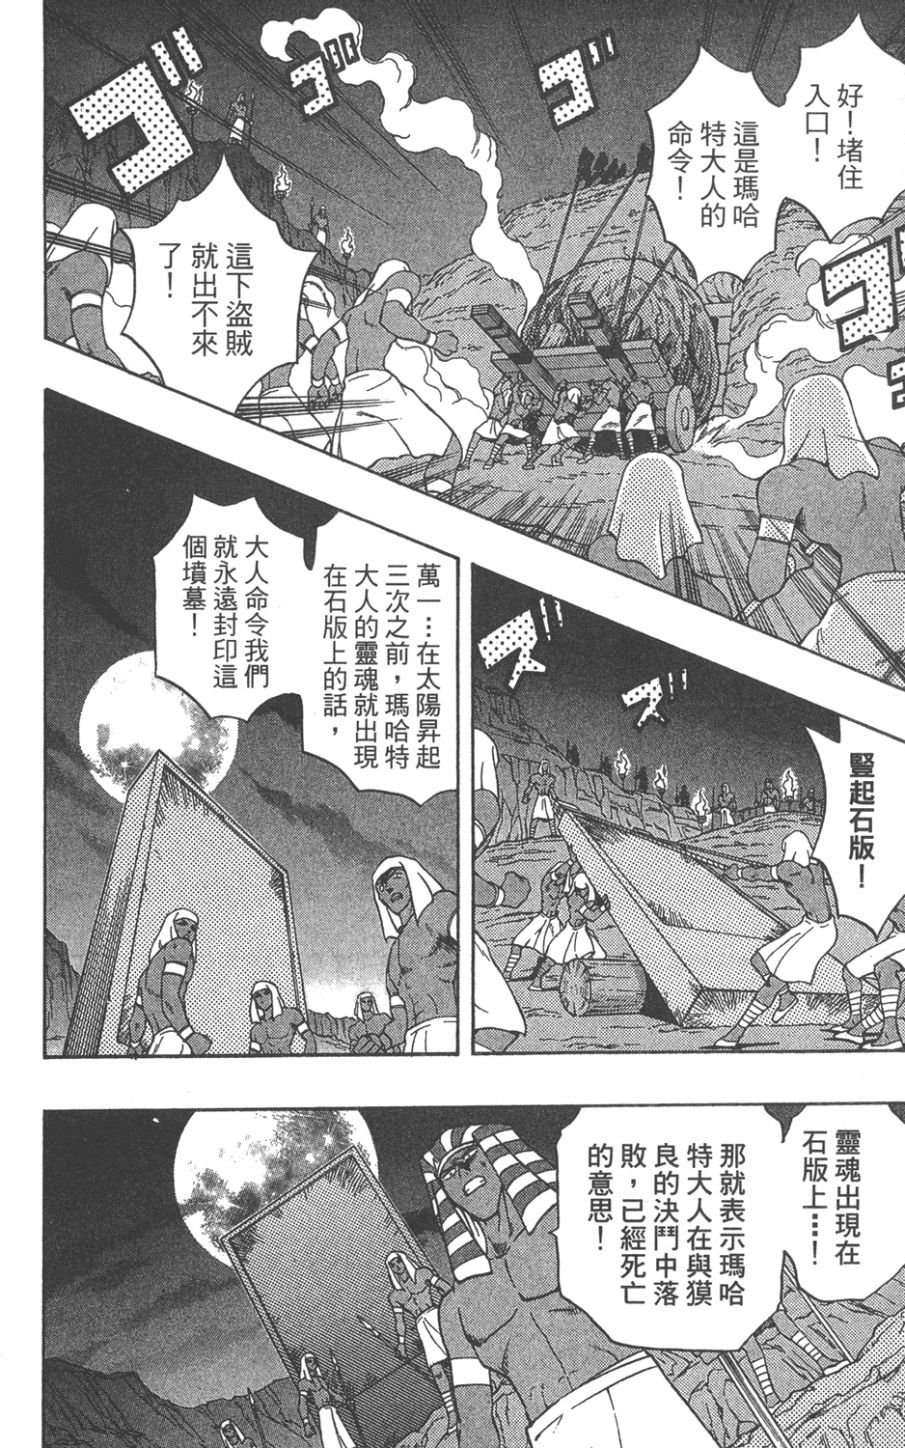 好！堵住
入口！
這是瑪哈
特大人的
命令！
ゴ
ゴ
ゴ
ゴゴ
ゴゴ
這下盜賊
就出不來
了！
豎起石版！
ズ
ズ
萬一…在太陽昇起
三次之前，瑪哈特
大人的靈魂就出現
在石版上的話，
大人命令我們
就永遠封印這
個墳墓！
靈魂出現在
石版上…！
那就表示瑪哈
特大人在與獏
良的決鬥中落
敗，已經死亡
的意思！